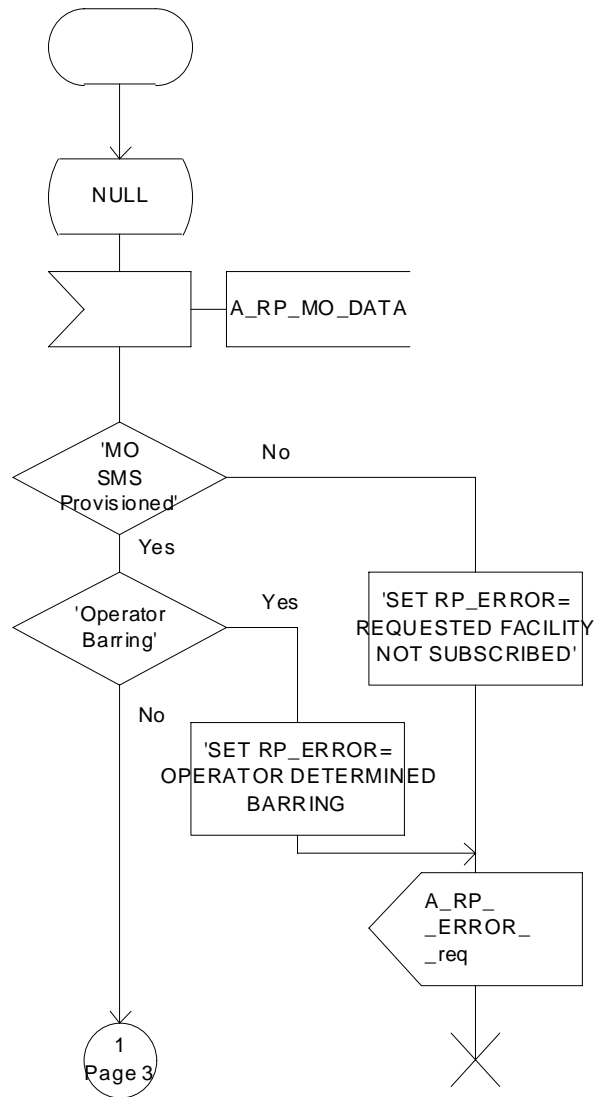 NULL
A_RP_MO_DATA
'MO
SMS
Provisioned'
No
Yes
'Operator
Barring'
Yes
'SET RP_ERROR=
REQUESTED FACILITY
NOT SUBSCRIBED'
No
'SET RP_ERROR=
OPERATOR DETERMINED
BARRING
A_RP_
_ERROR_
_req
1
Page 3